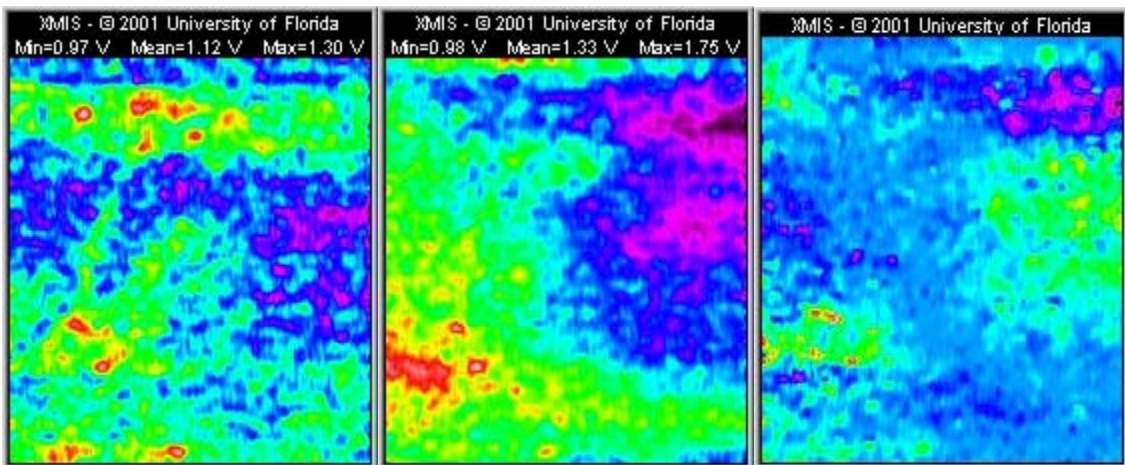 XMIS - © 2001 University of Florida
Min=0.97 V Mean=1.12 V Max=1.30 V
XMIS - © 2001 University of Florida
Min=0.98 V Mean=1.33 V Max=1.75 V
XMIS - © 2001 University of Florida